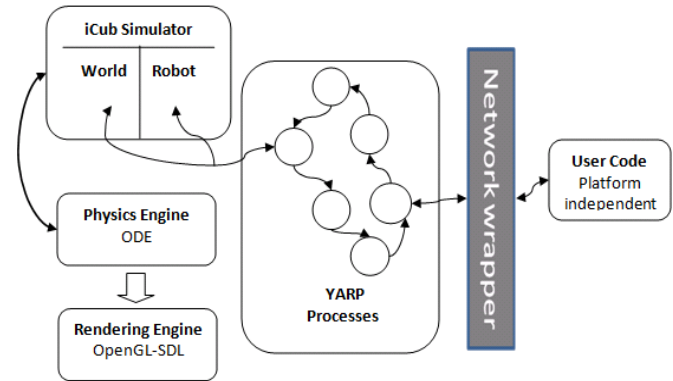 iCub Simulator
World
Robot
Physics Engine
ODE
Rendering Engine
OpenGL-SDL
YARP
Processes
Network wrapper
User Code
Platform
independent